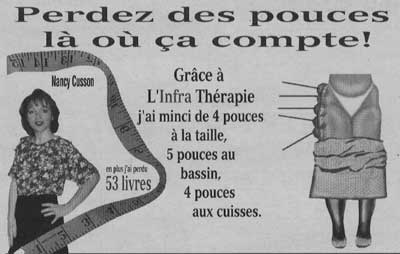 Perdez des pouces
là où ça compte!
Nancy Cusson
Grâce à
L'Infra Thérapie
j'ai minci de 4 pouces
à la taille,
5 pouces au
bassin,
4 pouces
aux cuisses.
en plus j'ai perdu
53 livres